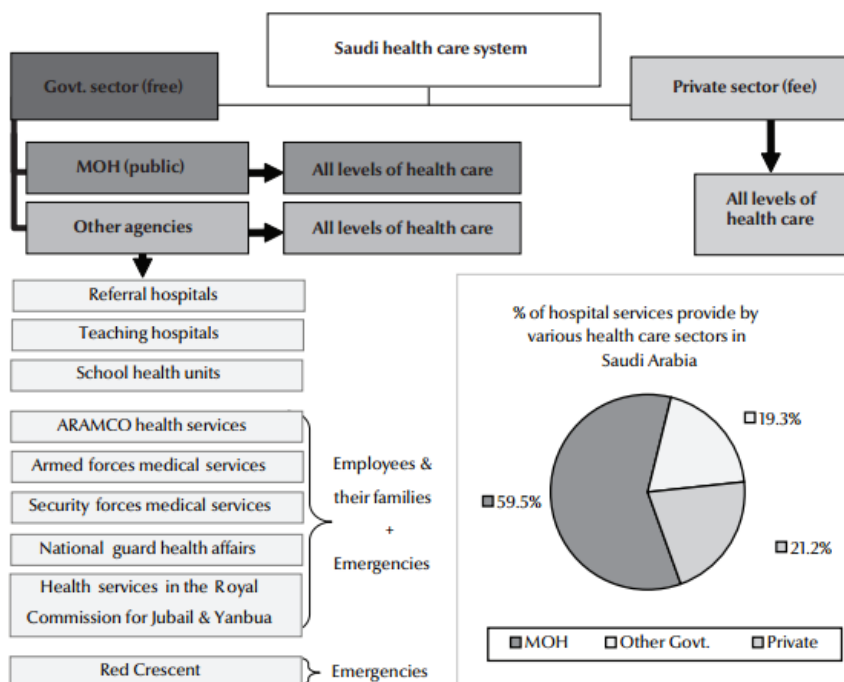 Saudi health care system
Govt. sector (free)
Private sector (fee)
MOH (public)
All levels of health care
Other agencies
All levels of health care
All levels of
health care
Referral hospitals
Teaching hospitals
School health units
ARAMCO health services
Armed forces medical services
Security forces medical services
National guard health affairs
Health services in the Royal
Commission for Jubail & Yanbua
Employees &
their families
+
Emergencies
Red Crescent
Emergencies
% of hospital services provide by
various health care sectors in
Saudi Arabia
19.3%
59.5%
21.2%
MOH
Other Govt.
Private